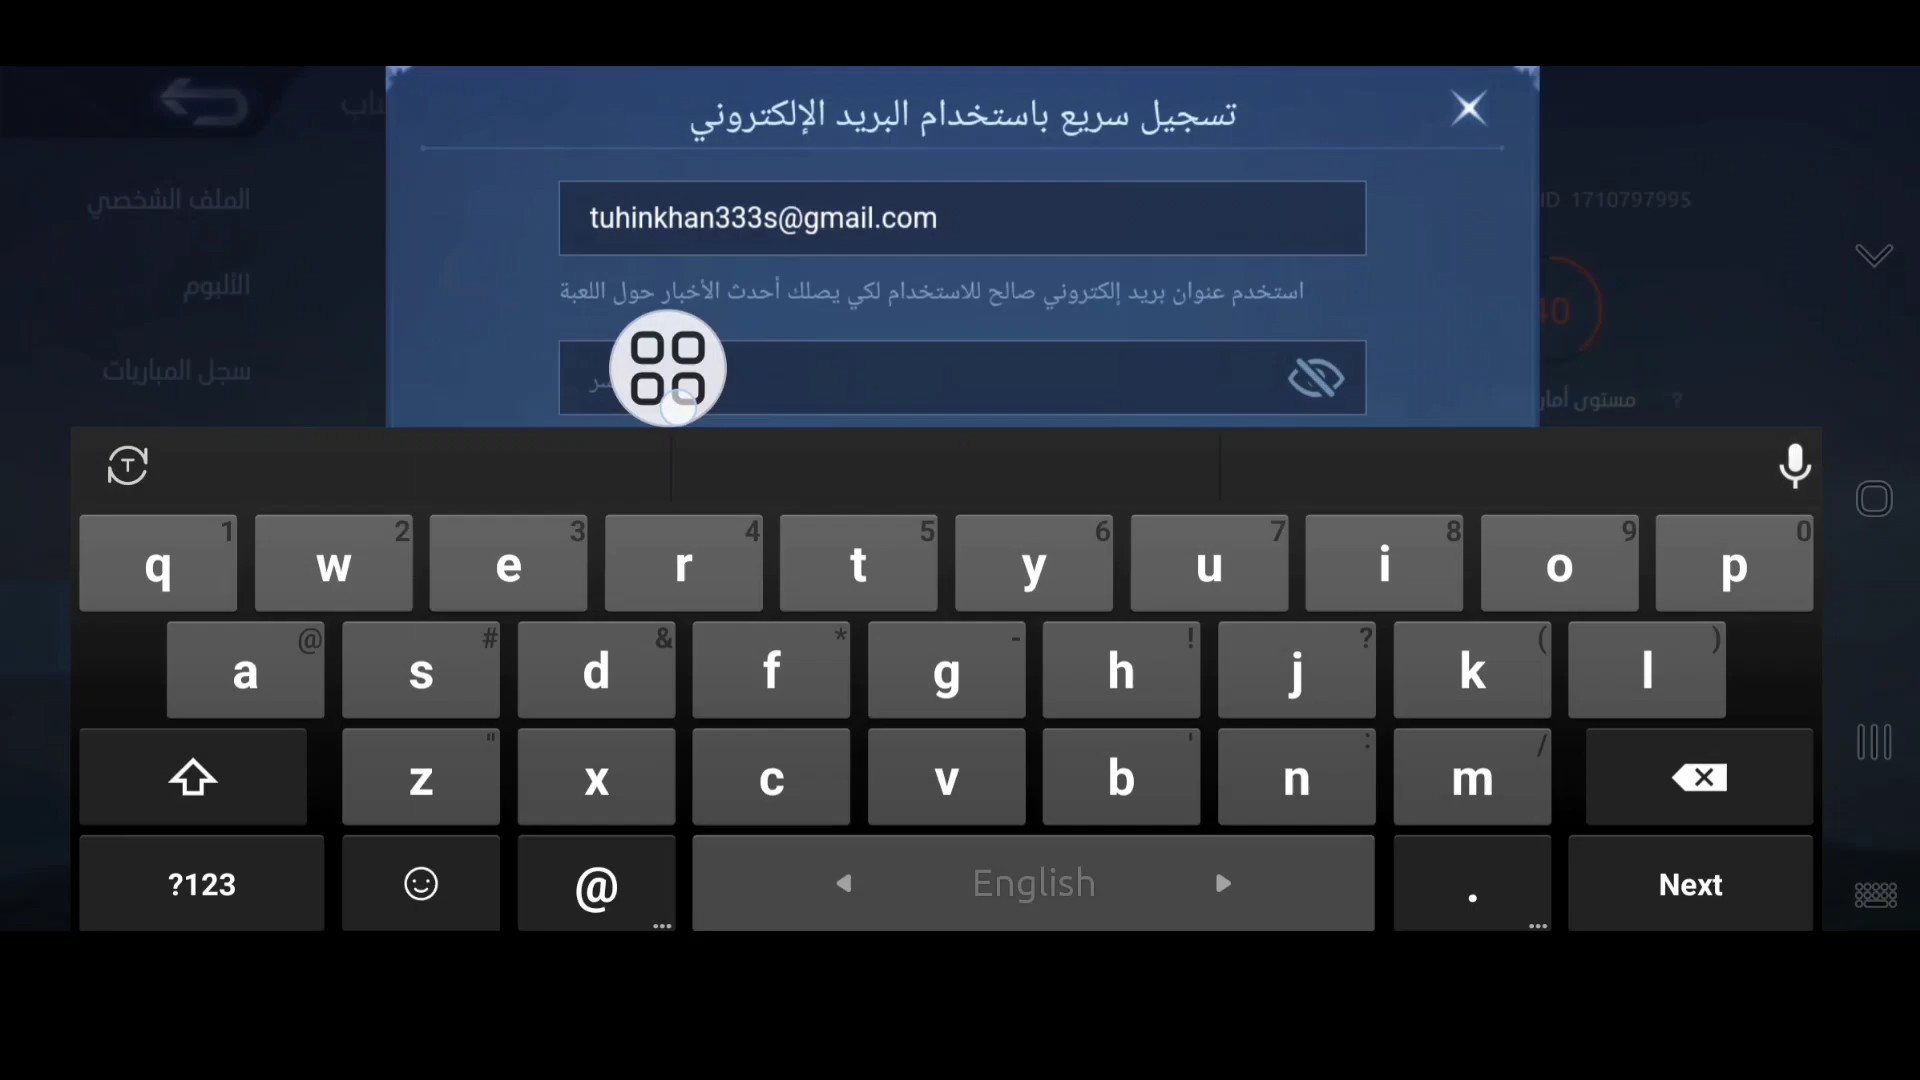 تسجيل سريع باستخدام البريد الإلكتروني
tuhinkhan333s@gmail.com
استخدم عنوان بريد إلكتروني صالح للاستخدام لكي يصلك أحدث الأخبار حول اللعبة
الملف الشخصي
الألبوم
سجل المباريات
ID 1710797995
40
مستوى أمان
?
T
q 1 w 2 e 3 r 4 t 5 y 6 u 7 i 8 o 9 p 0
a @ s # d & f * g - h ! j ? k ( l )
z " x c v b ' n : m /
?123 @ ... English . ... Next